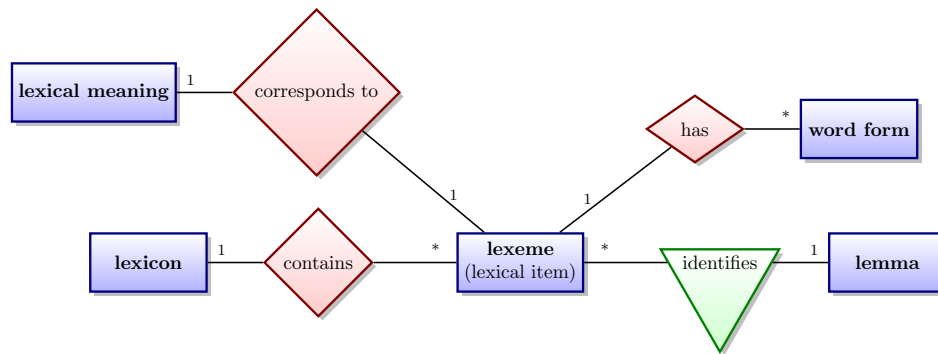 corresponds to
lexical meaning
1
has
*
word form
1
1
lexicon
1
contains
*
lexeme
(lexical item)
*
identifies
1
lemma